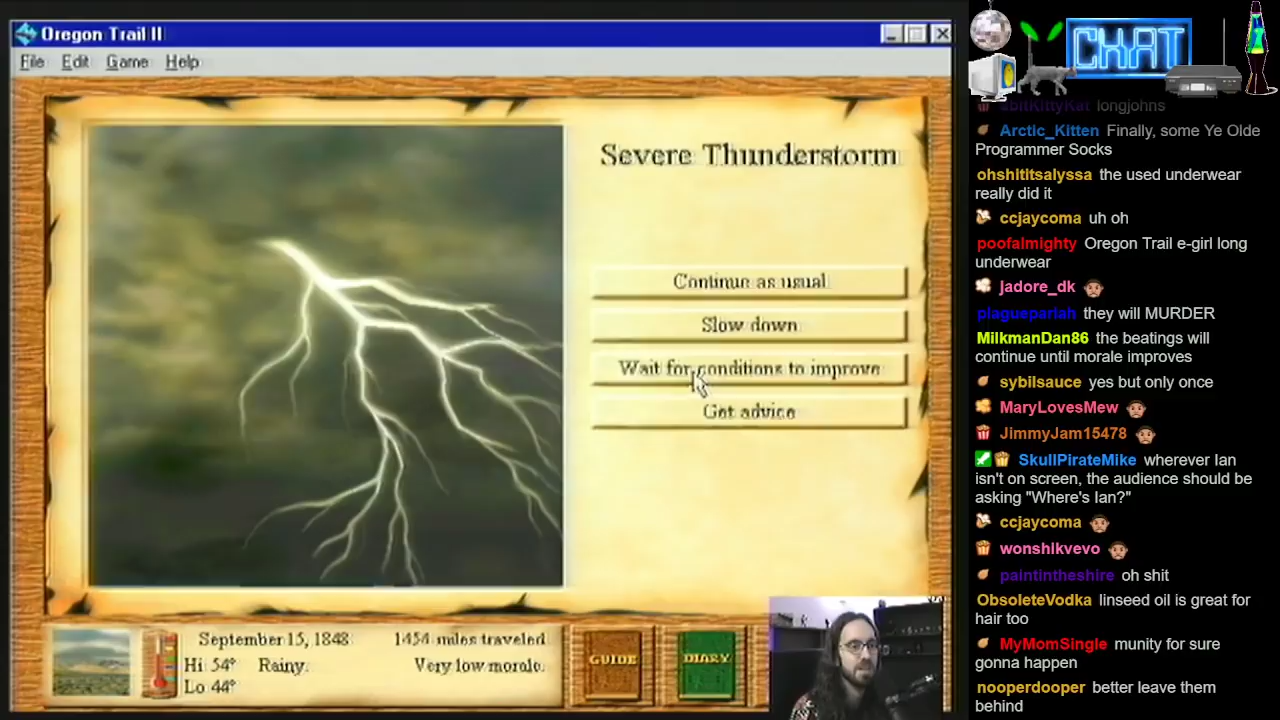 Oregon Trail II
File Edit Game Help
Severe Thunderstorm
Continue as usual
Slow down
Wait for conditions to improve
Get advice
September 15, 1848 1454 miles traveled
Hi 54° Rainy. Very low morale.
Lo 44°
GUIDE
DIARY
CHAT
2bitKittyKat longjohns
Arctic_Kitten Finally, some Ye Olde
Programmer Socks
ohshititsalyssa the used underwear
really did it
ccjaycoma uh oh
poofalmighty Oregon Trail e-girl long
underwear
jadore_dk
plaguepariah they will MURDER
MilkmanDan86 the beatings will
continue until morale improves
sybilsauce yes but only once
MaryLovesMew
JimmyJam15478
SkullPirateMike wherever Ian
isn't on screen, the audience should be
asking "Where's Ian?"
ccjaycoma
wonshikvevo
paintintheshire oh shit
ObsoleteVodka linseed oil is great for
hair too
MyMomSingle munity for sure
gonna happen
nooperdooper better leave them
behind